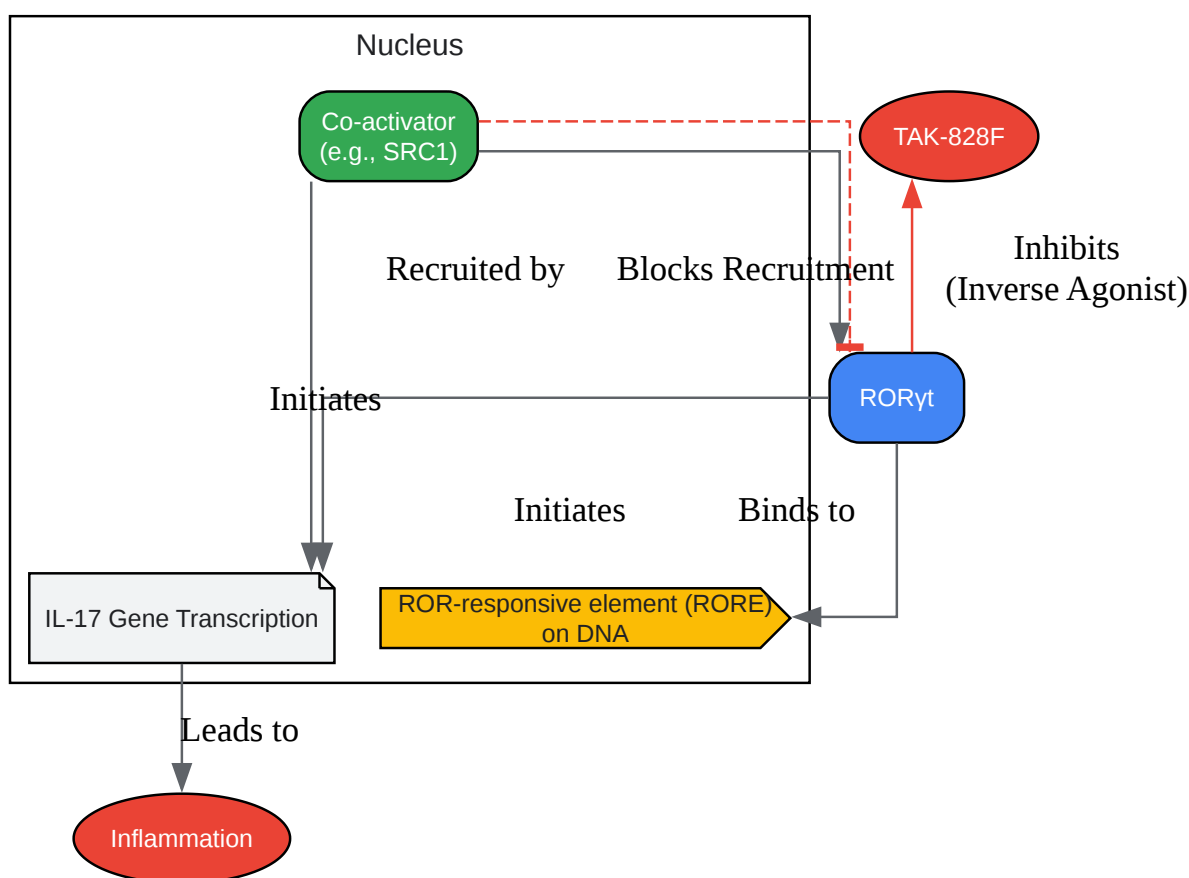 Nucleus
Co-activator
(e.g., SRC1)
TAK-828F
Recruited by
Blocks Recruitment
Inhibits
(Inverse Agonist)
Initiates
RORγt
Initiates
Binds to
IL-17 Gene Transcription
ROR-responsive element (RORE)
on DNA
Leads to
Inflammation